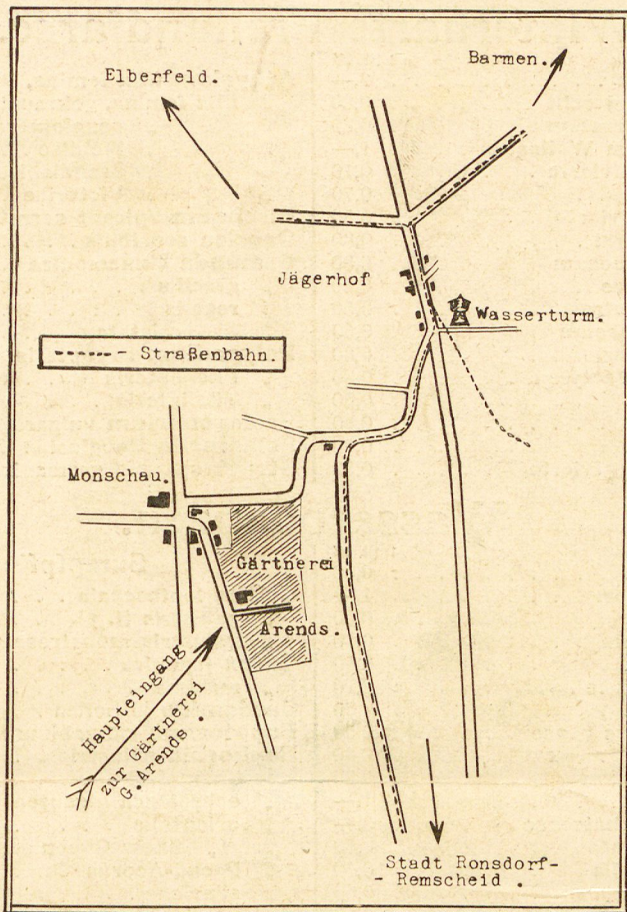 Barmen.
Elberfeld.
Jägerhof
Wasserturm.
----- - Straßenbahn.
Monschau.
Gärtnerei
Arends.
Haupteingang
zur Gärtnerei
G. Arends .
Stadt Ronsdorf-
- Remscheid .